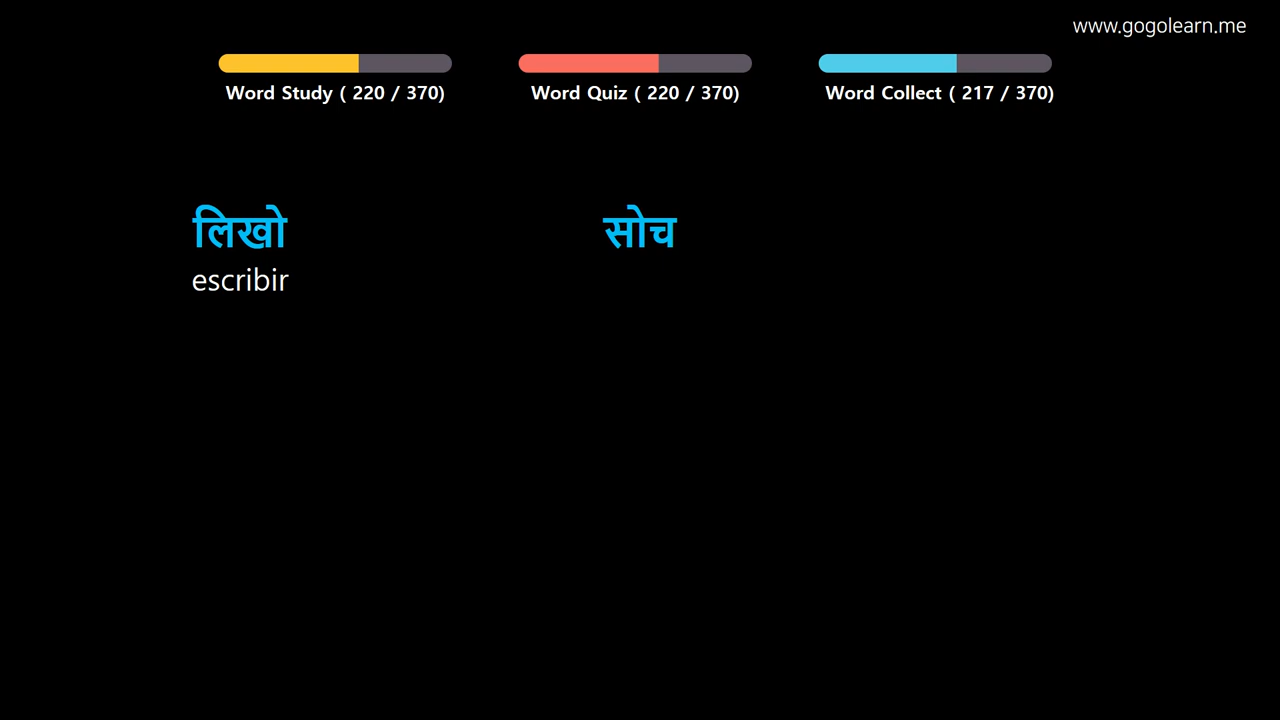 www.gogolearn.me
Word Study ( 220 / 370)
Word Quiz ( 220 / 370)
Word Collect ( 217 / 370)
लिखो
सोच
escribir